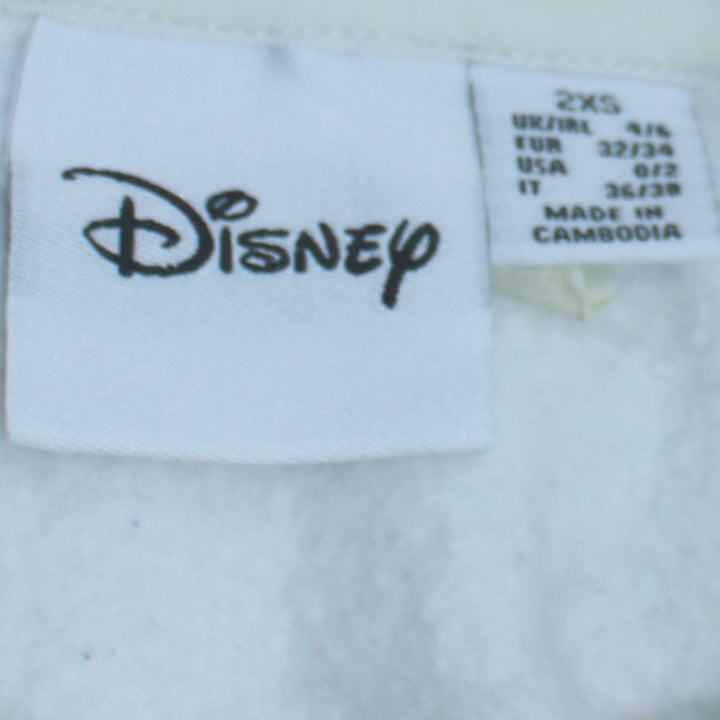 Disney
2XS
UK/IRL 4/6
EUR 32/34
USA 0/2
IT 36/38
MADE IN
CAMBODIA